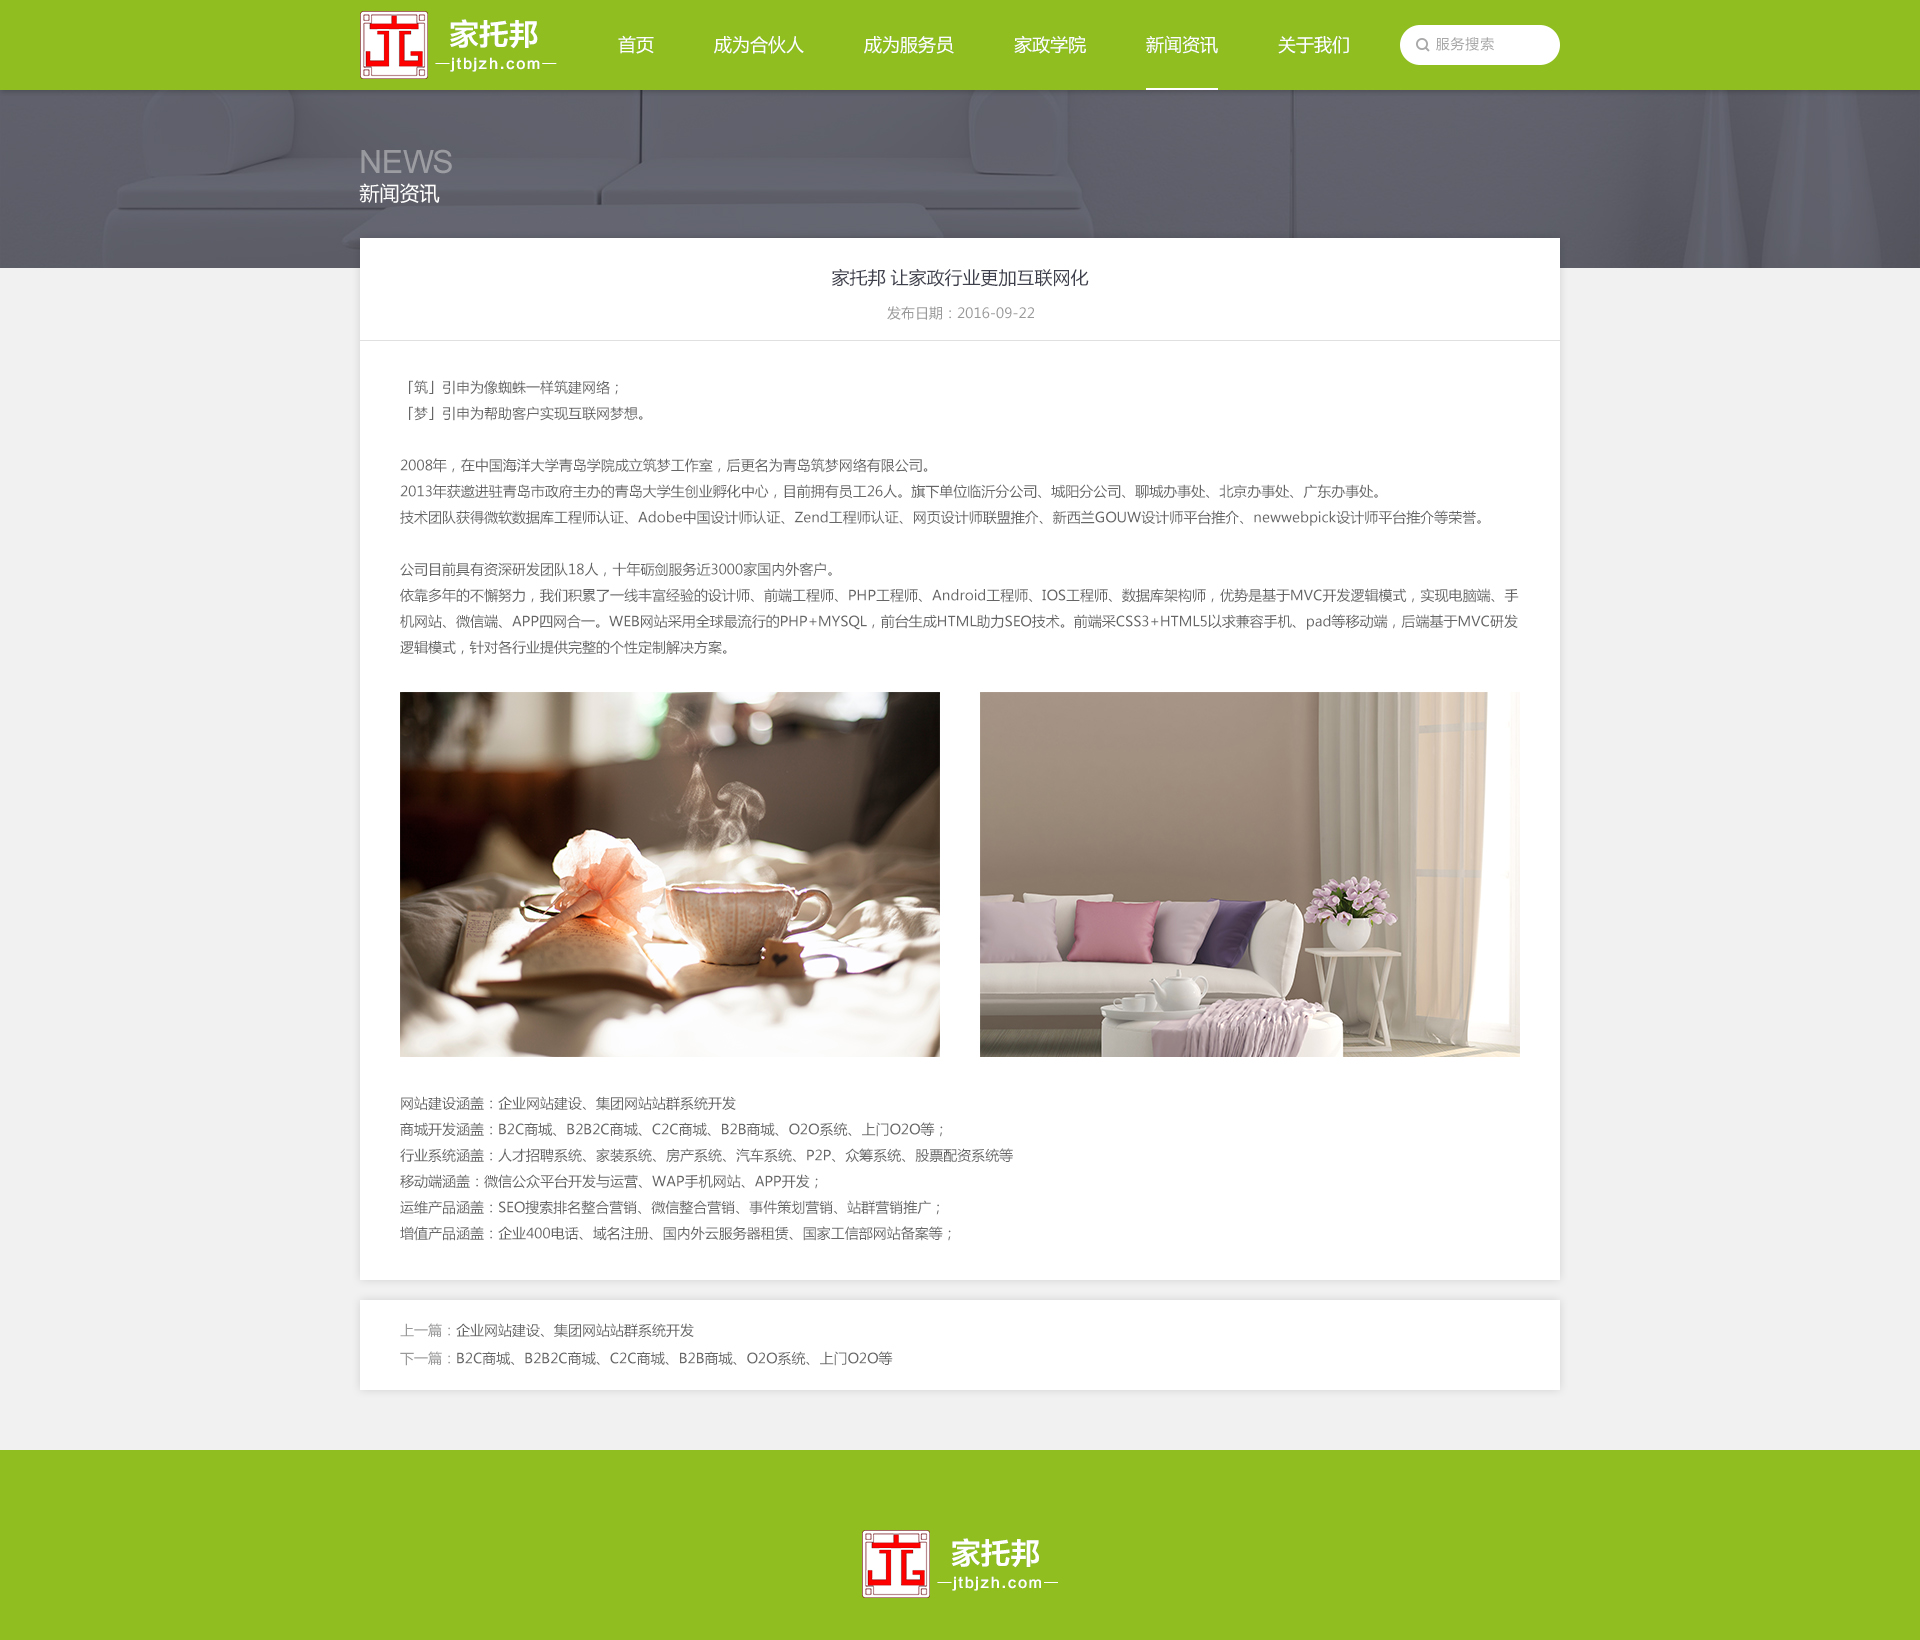 家托邦
jtbjzh.com
首页
成为合伙人
成为服务员
家政学院
新闻资讯
关于我们
服务搜索
NEWS
新闻资讯
家托邦 让家政行业更加互联网化
发布日期：2016-09-22
「筑」引申为像蜘蛛一样筑建网络；
「梦」引申为帮助客户实现互联网梦想。
2008年，在中国海洋大学青岛学院成立筑梦工作室，后更名为青岛筑梦网络有限公司。
2013年获邀进驻青岛市政府主办的青岛大学生创业孵化中心，目前拥有员工26人。旗下单位临沂分公司、城阳分公司、聊城办事处、北京办事处、广东办事处。
技术团队获得微软数据库工程师认证、Adobe中国设计师认证、Zend工程师认证、网页设计师联盟推介、新西兰GOUW设计师平台推介、newwebpick设计师平台推介等荣誉。
公司目前具有资深研发团队18人，十年砺剑服务近3000家国内外客户。
依靠多年的不懈努力，我们积累了一线丰富经验的设计师、前端工程师、PHP工程师、Android工程师、IOS工程师、数据库架构师，优势是基于MVC开发逻辑模式，实现电脑端、手
机网站、微信端、APP四网合一。WEB网站采用全球最流行的PHP+MYSQL，前台生成HTML助力SEO技术。前端采CSS3+HTML5以求兼容手机、pad等移动端，后端基于MVC研发
逻辑模式，针对各行业提供完整的个性定制解决方案。
网站建设涵盖：企业网站建设、集团网站站群系统开发
商城开发涵盖：B2C商城、B2B2C商城、C2C商城、B2B商城、O2O系统、上门O2O等；
行业系统涵盖：人才招聘系统、家装系统、房产系统、汽车系统、P2P、众筹系统、股票配资系统等
移动端涵盖：微信公众平台开发与运营、WAP手机网站、APP开发；
运维产品涵盖：SEO搜索排名整合营销、微信整合营销、事件策划营销、站群营销推广；
增值产品涵盖：企业400电话、域名注册、国内外云服务器租赁、国家工信部网站备案等；
上一篇：企业网站建设、集团网站站群系统开发
下一篇：B2C商城、B2B2C商城、C2C商城、B2B商城、O2O系统、上门O2O等
家托邦
jtbjzh.com